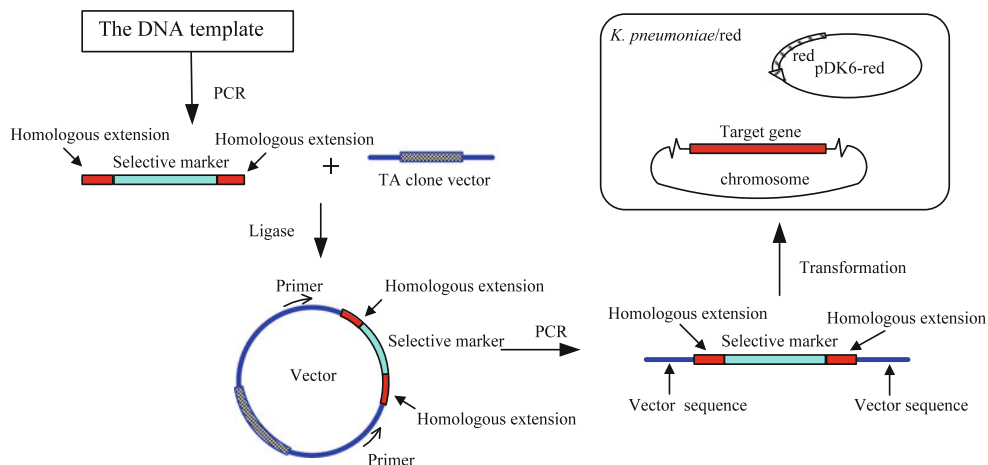 The DNA template
PCR
Homologous extension
Homologous extension
Selective marker
+
TA clone vector
Ligase
Primer
Homologous extension
Selective marker
Vector
Homologous extension
Primer
PCR
K. pneumoniae/red
red
pDK6-red
Target gene
chromosome
Transformation
Homologous extension
Homologous extension
Selective marker
Vector sequence
Vector sequence